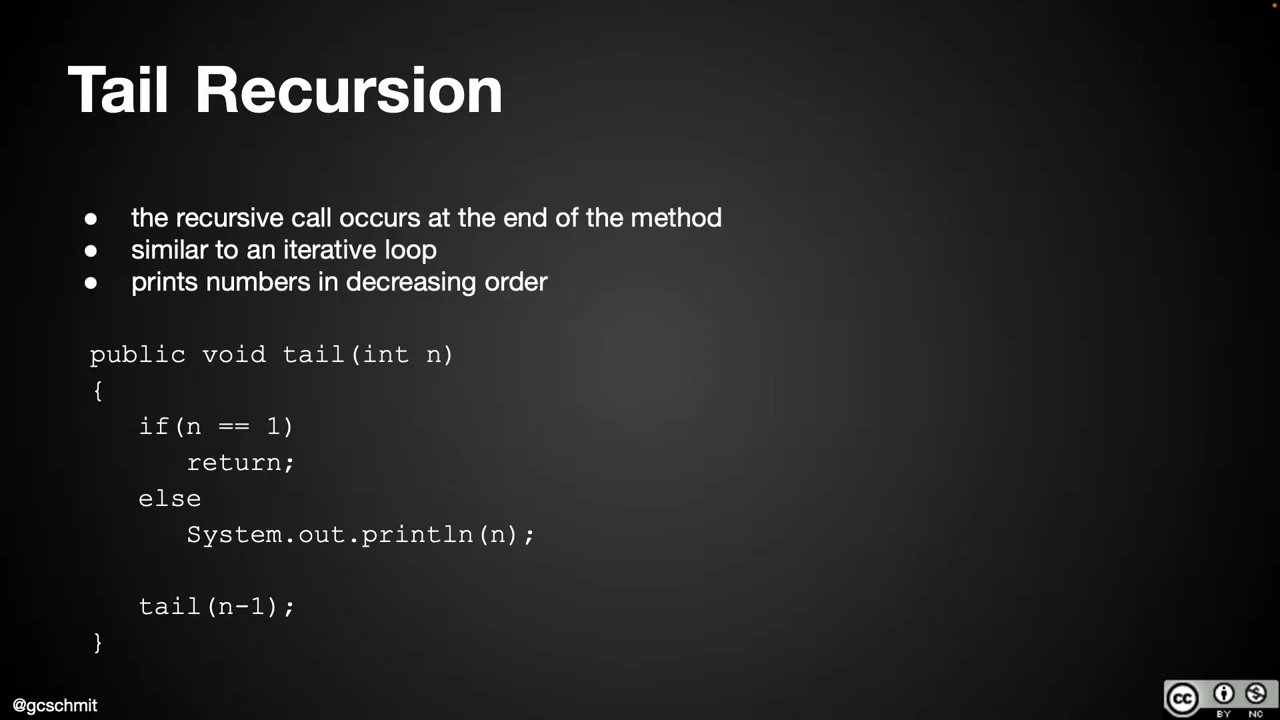 Tail Recursion
● the recursive call occurs at the end of the method
● similar to an iterative loop
● prints numbers in decreasing order
public void tail(int n)
{
   if(n == 1)
      return;
   else
      System.out.println(n);

   tail(n-1);
}
@gcschmit
cc
BY NC